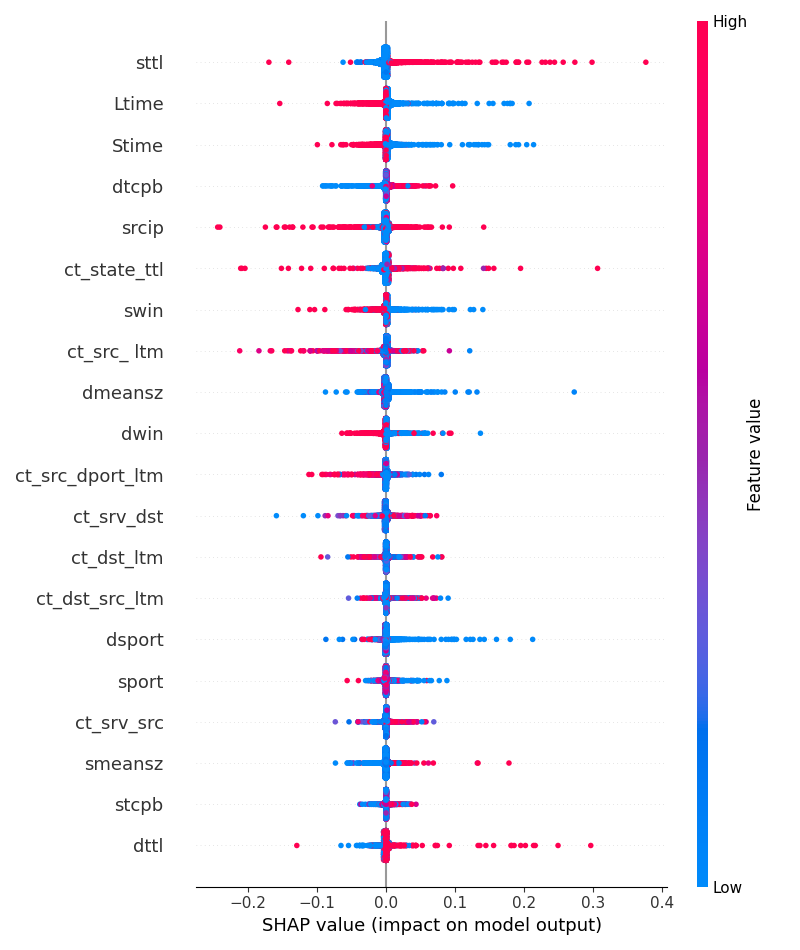 High
sttl
Ltime
Stime
dtcpb
srcip
ct_state_ttl
swin
ct_src_ ltm
dmeansz
dwin
ct_src_dport_ltm
ct_srv_dst
ct_dst_ltm
ct_dst_src_ltm
dsport
sport
ct_srv_src
smeansz
stcpb
dttl
Feature value
Low
−0.2 −0.1 0.0 0.1 0.2 0.3 0.4
SHAP value (impact on model output)